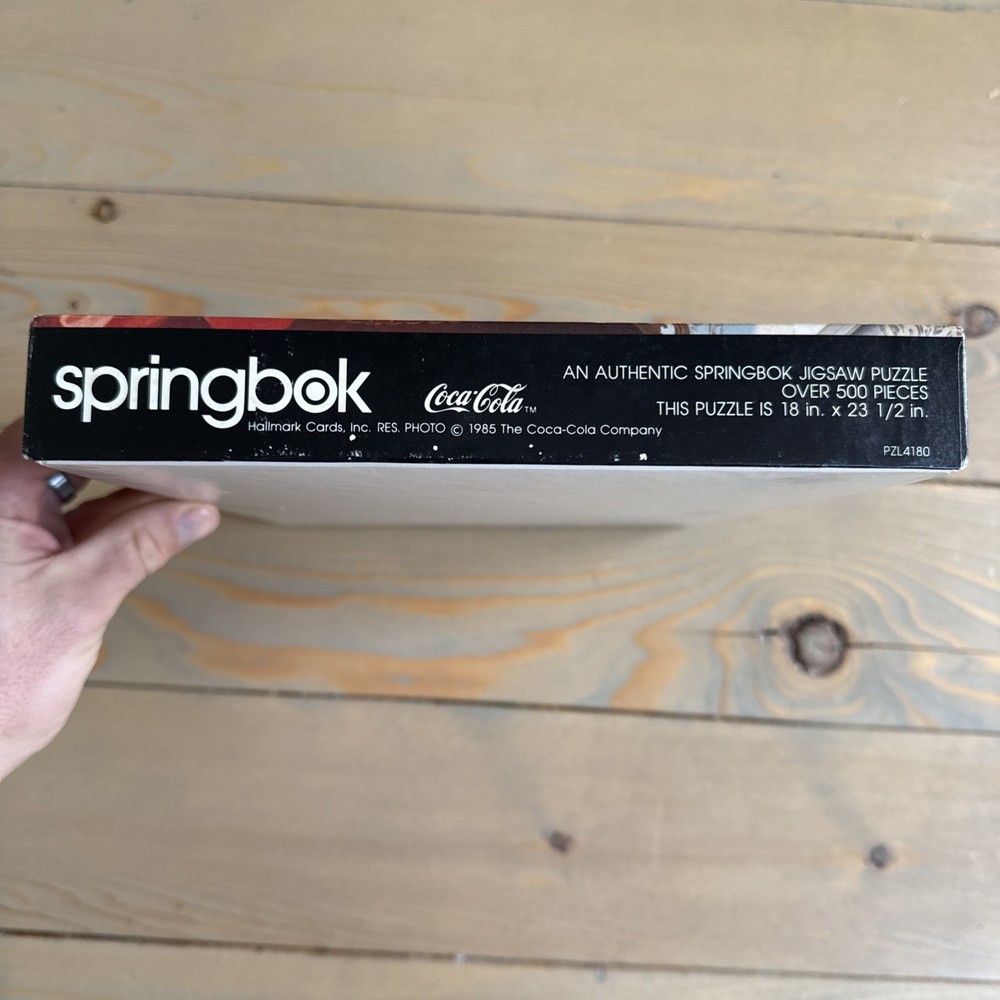 springbok
Coca-Cola™
Hallmark Cards, Inc. RES. PHOTO © 1985 The Coca-Cola Company
AN AUTHENTIC SPRINGBOK JIGSAW PUZZLE
OVER 500 PIECES
THIS PUZZLE IS 18 in. x 23 1/2 in.
PZL4180